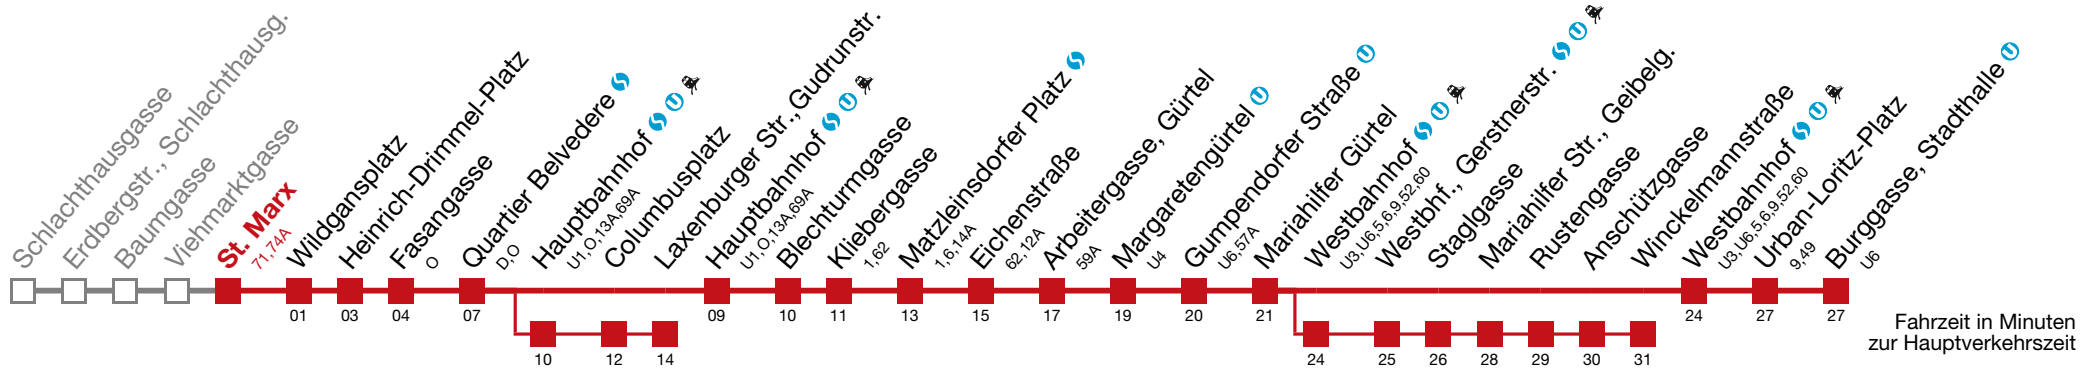 Schlachthausgasse
Erdbergstr., Schlachthausg.
Baumgasse
Viehmarktgasse
St. Marx
71,74A
Wildgansplatz
Heinrich-Drimmel-Platz
Fasangasse
O
Quartier Belvedere
D,O
Hauptbahnhof
U1,O,13A,69A
Columbusplatz
Laxenburger Str., Gudrunstr.
Hauptbahnhof
U1,O,13A,69A
Blechturmgasse
Kliebergasse
1,62
Matzleinsdorfer Platz
1,6,14A
Eichenstraße
62,12A
Arbeitergasse, Gürtel
59A
Margaretengürtel
U4
Gumpendorfer Straße
U6,57A
Mariahilfer Gürtel
Westbahnhof
U3,U6,5,6,9,52,60
Westbhf., Gerstnerstr.
Staglgasse
Mariahilfer Str., Geibelg.
Rustengasse
Anschützgasse
Winckelmannstraße
Westbahnhof
U3,U6,5,6,9,52,60
Urban-Loritz-Platz
9,49
Burggasse, Stadthalle
U6
01 03 04 07 09 10 11 13 15 17 19 20 21 24 27 27
10 12 14 24 25 26 28 29 30 31
Fahrzeit in Minuten
zur Hauptverkehrszeit